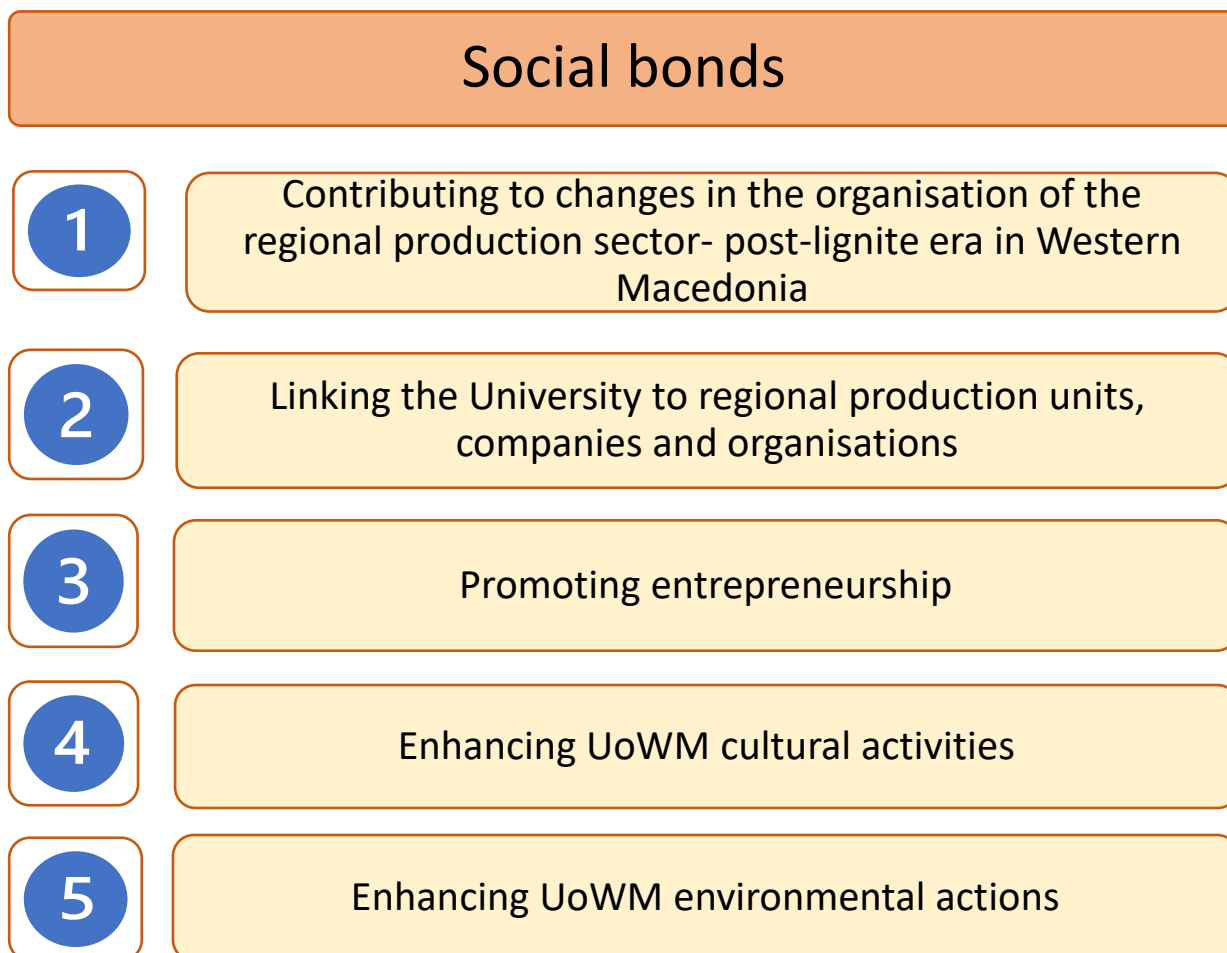 Social bonds
1
Contributing to changes in the organisation of the
regional production sector- post-lignite era in Western
Macedonia
2
Linking the University to regional production units,
companies and organisations
3
Promoting entrepreneurship
4
Enhancing UoWM cultural activities
5
Enhancing UoWM environmental actions